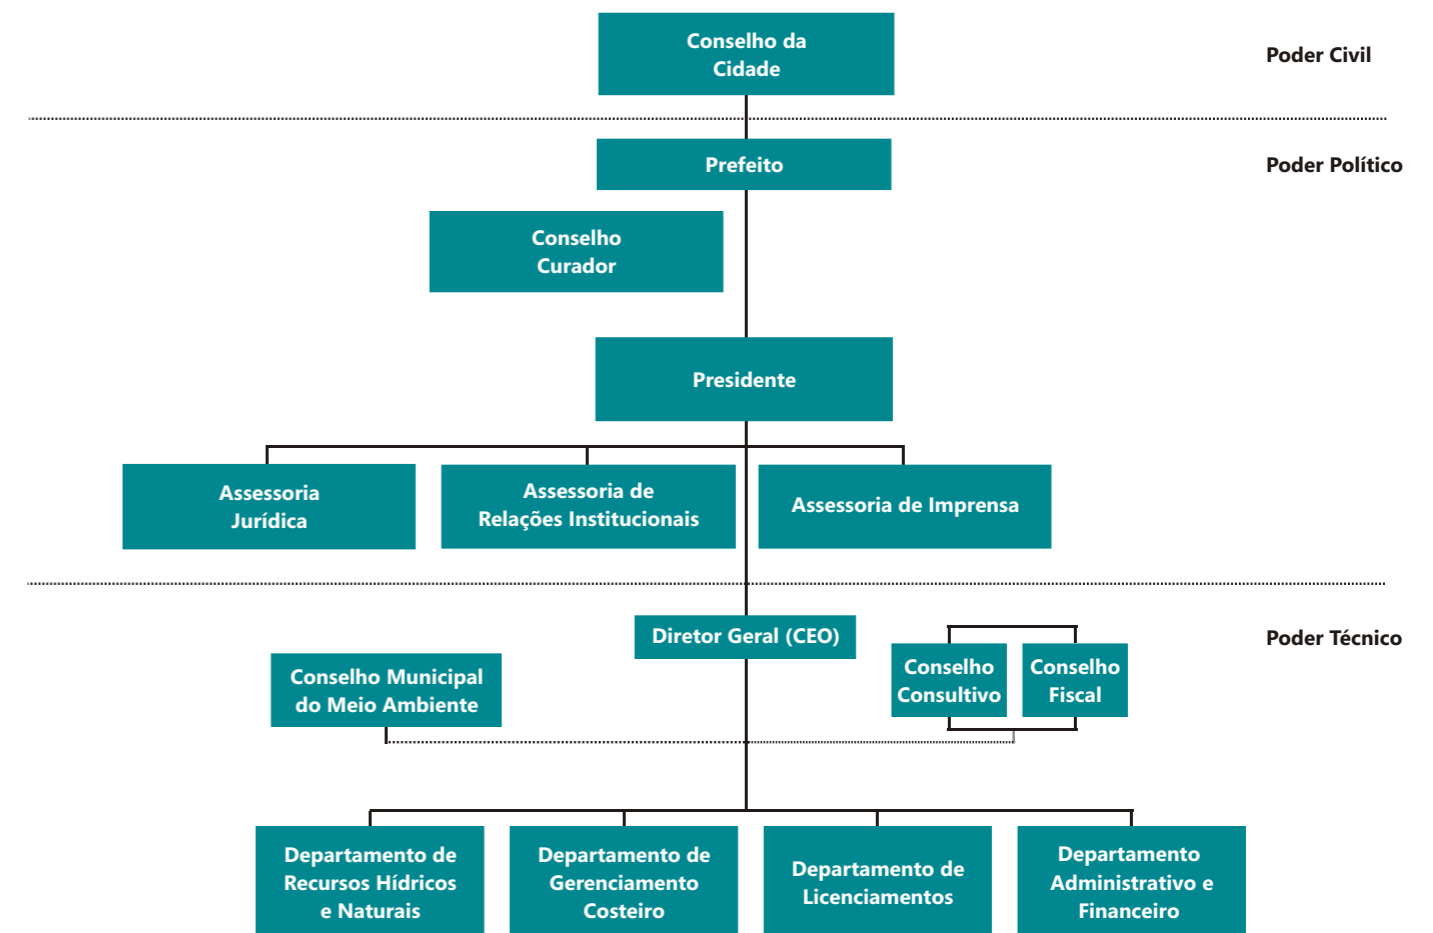 Conselho da
Cidade
Poder Civil
Prefeito
Poder Político
Conselho
Curador
Presidente
Assessoria
Jurídica
Assessoria de
Relações Institucionais
Assessoria de Imprensa
Diretor Geral (CEO)
Poder Técnico
Conselho Municipal
do Meio Ambiente
Conselho
Consultivo
Conselho
Fiscal
Departamento de
Recursos Hídricos
e Naturais
Departamento de
Gerenciamento
Costeiro
Departamento de
Licenciamentos
Departamento
Administrativo e
Financeiro